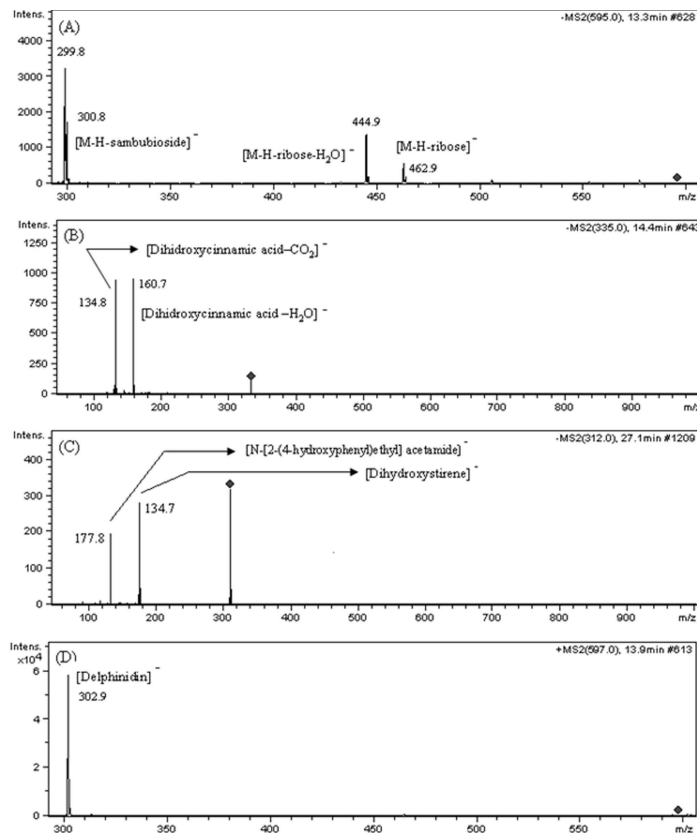 Intens.
(A)
-MS2(595.0), 13.3min #628
299.8
4000
3000
2000
1000
0
300.8
[M-H-sambubioside]⁻
444.9
[M-H-ribose-H₂O]⁻
[M-H-ribose]⁻
462.9
300 350 400 450 500 550 m/z
Intens.
(B)
-MS2(335.0), 14.4min #643
1250
1000
750
500
250
0
[Dihidroxycinnamic acid–CO₂]⁻
134.8
160.7
[Dihidroxycinnamic acid –H₂O]⁻
100 200 300 400 500 600 700 800 900 m/z
Intens.
(C)
-MS2(312.0), 27.1min #1209
400
300
200
100
0
[N-[2-(4-hydroxyphenyl)ethyl] acetamide]⁻
[Dihydroxystirene]⁻
134.7
177.8
100 200 300 400 500 600 700 800 900 m/z
Intens.
x10⁴
(D)
+MS2(597.0), 13.9min #613
6
4
2
0
[Delphinidin]⁻
302.9
300 350 400 450 500 550 m/z